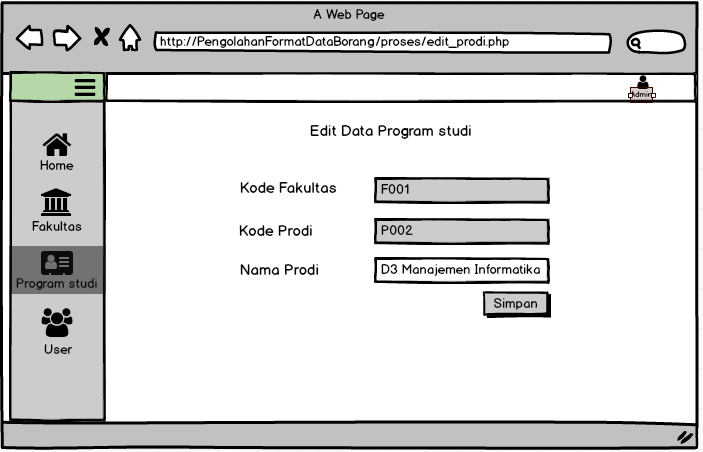 A Web Page
http://PengolahanFormatDataBorang/proses/edit_prodi.php
Admin
Edit Data Program studi
Home
Kode Fakultas F001
Fakultas
Kode Prodi P002
Nama Prodi D3 Manajemen Informatika
Program studi
Simpan
User